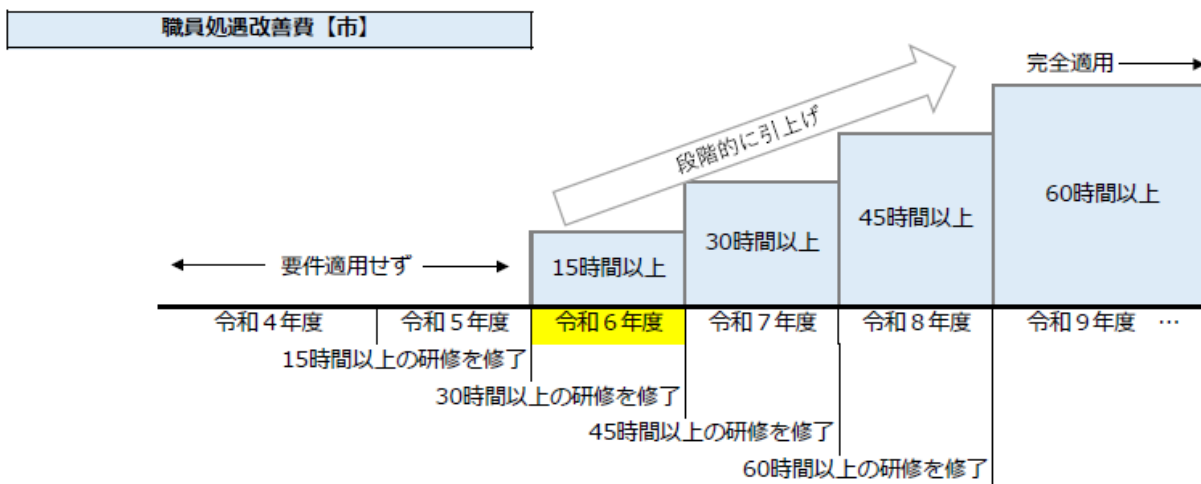 職員処遇改善費【市】
完全適用
段階的に引上げ
60時間以上
45時間以上
30時間以上
要件適用せず
15時間以上
令和４年度
令和５年度
令和６年度
令和７年度
令和８年度
令和９年度 …
15時間以上の研修を修了
30時間以上の研修を修了
45時間以上の研修を修了
60時間以上の研修を修了